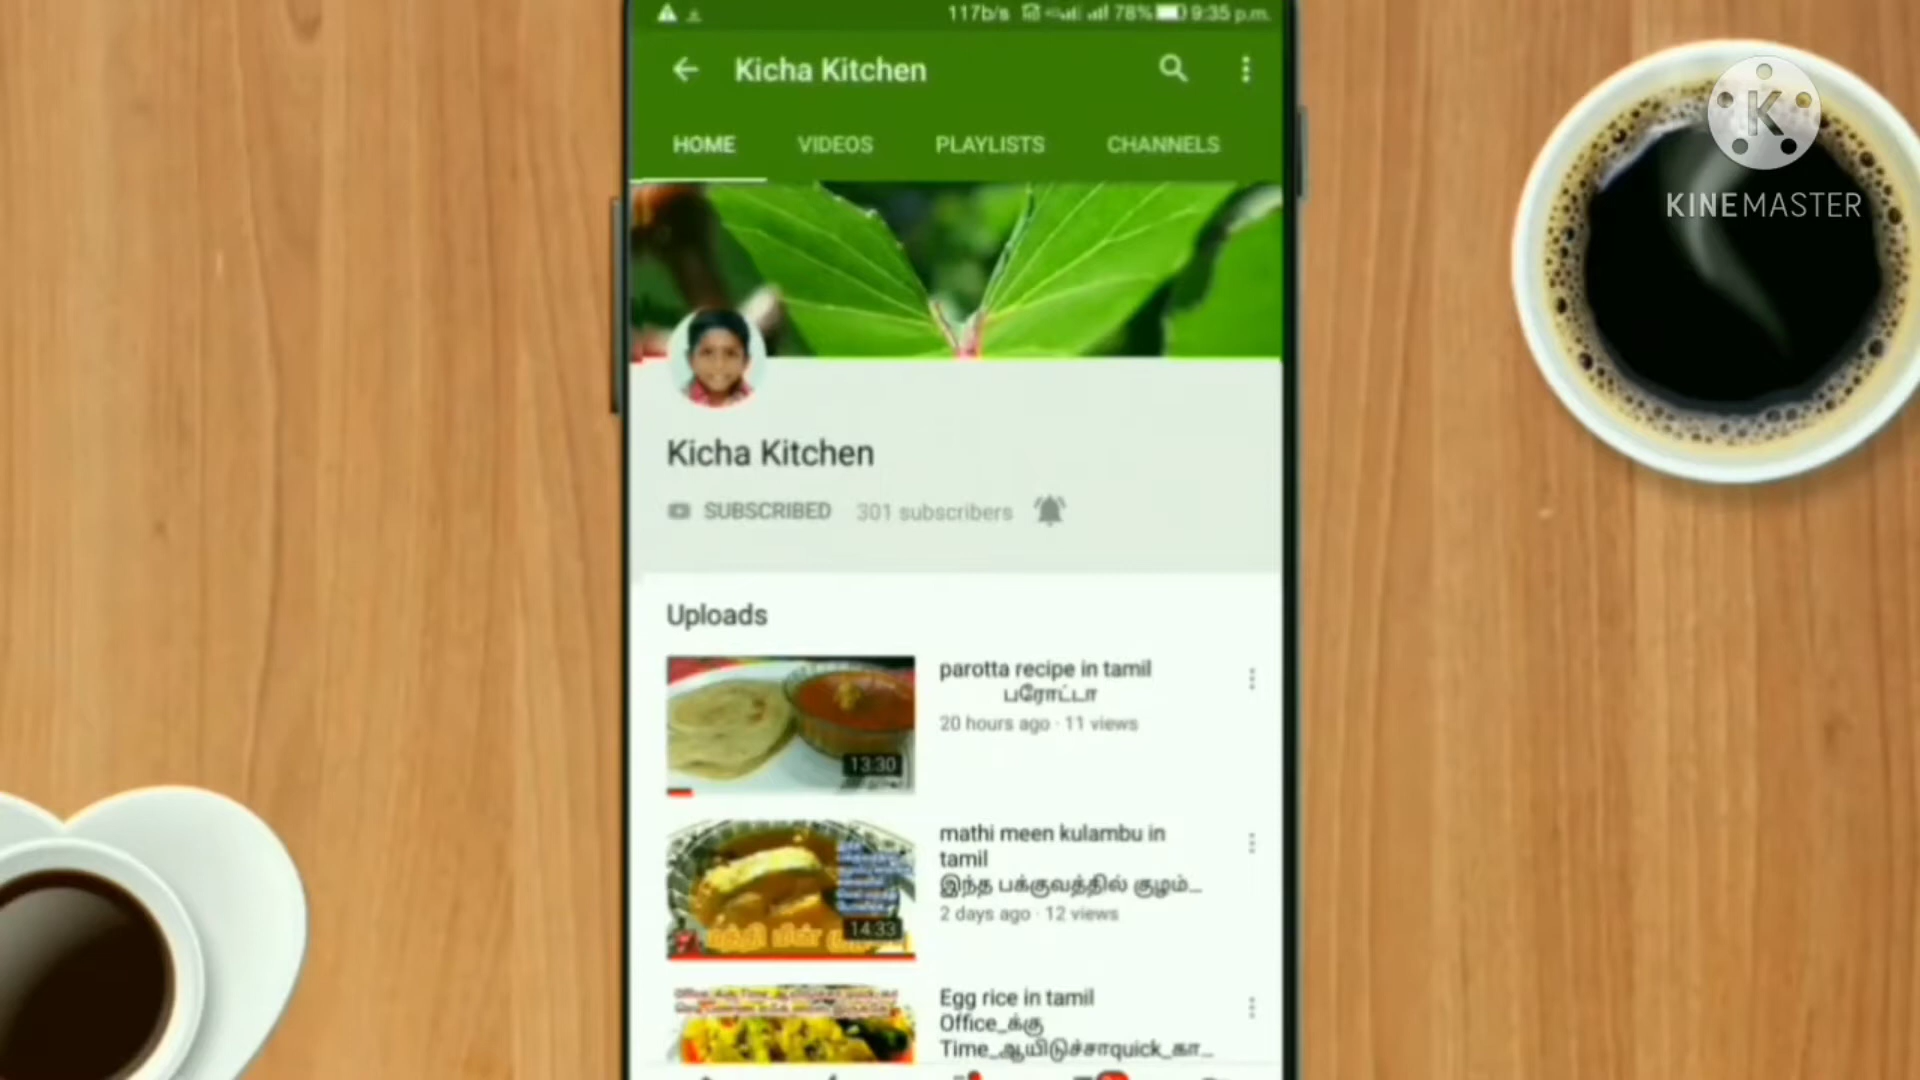 117b/s 78% 9:35 p.m.
Kicha Kitchen
HOME VIDEOS PLAYLISTS CHANNELS
KINEMASTER
Kicha Kitchen
SUBSCRIBED 301 subscribers
Uploads
parotta recipe in tamil
பரோட்டா
20 hours ago · 11 views
13:30
mathi meen kulambu in
tamil
இந்த பக்குவத்தில் குழம்_
2 days ago · 12 views
14:33
Egg rice in tamil
Office_க்கு
Time_ஆயிடுச்சாquick_கா_